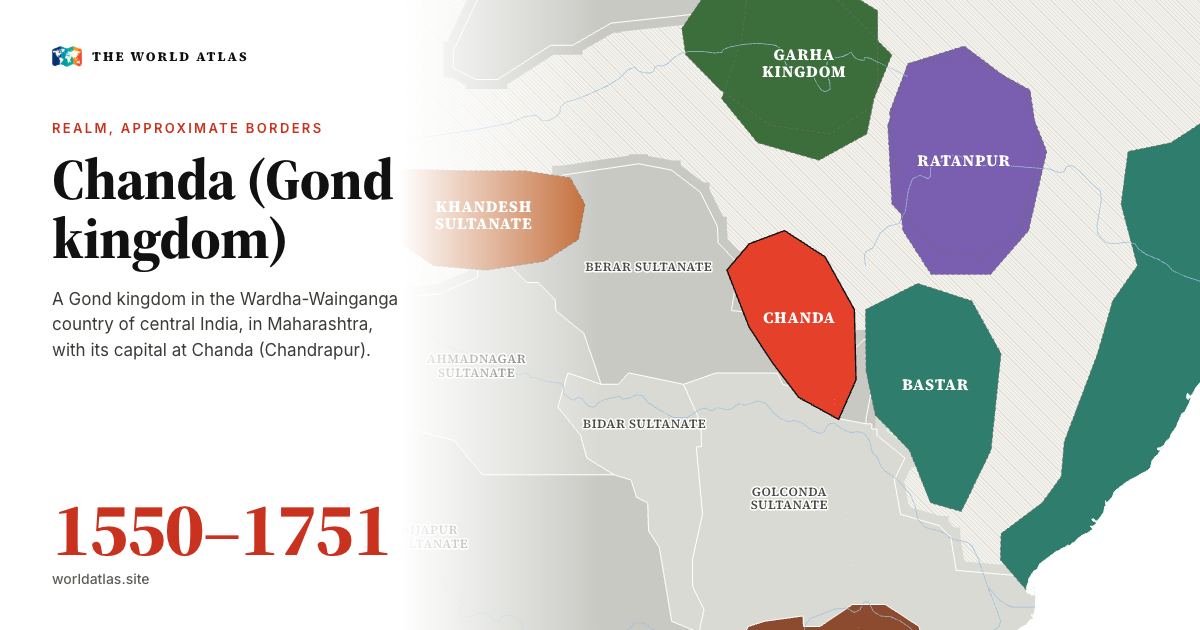 THE WORLD ATLAS
REALM, APPROXIMATE BORDERS
Chanda (Gond
kingdom)
A Gond kingdom in the Wardha-Wainganga
country of central India, in Maharashtra,
with its capital at Chanda (Chandrapur).
1550–1751
worldatlas.site
GARHA
KINGDOM
RATANPUR
KHANDESH
SULTANATE
BERAR SULTANATE
CHANDA
AHMADNAGAR
SULTANATE
BASTAR
BIDAR SULTANATE
GOLCONDA
SULTANATE